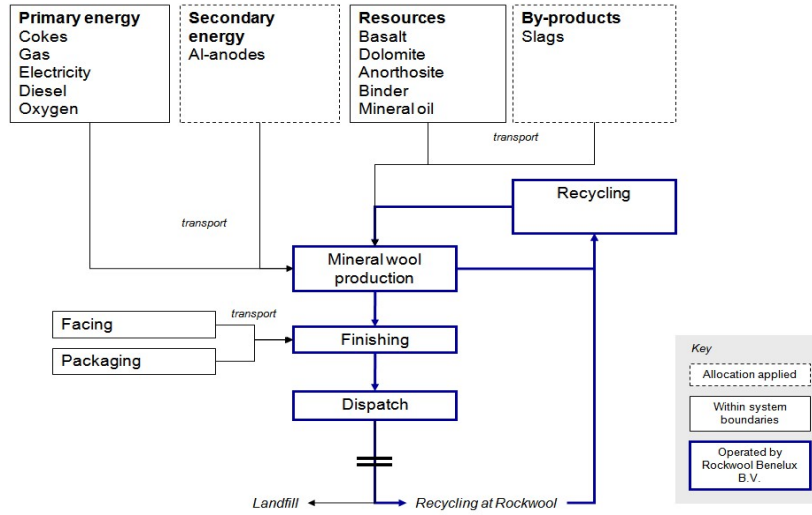 Primary energy
Cokes
Gas
Electricity
Diesel
Oxygen
Secondary
energy
Al-anodes
Resources
Basalt
Dolomite
Anorthosite
Binder
Mineral oil
By-products
Slags
transport
Recycling
transport
Mineral wool
production
transport
Facing
Packaging
Finishing
Dispatch
Landfill
Recycling at Rockwool
Key
Allocation applied
Within system
boundaries
Operated by
Rockwool Benelux
B.V.